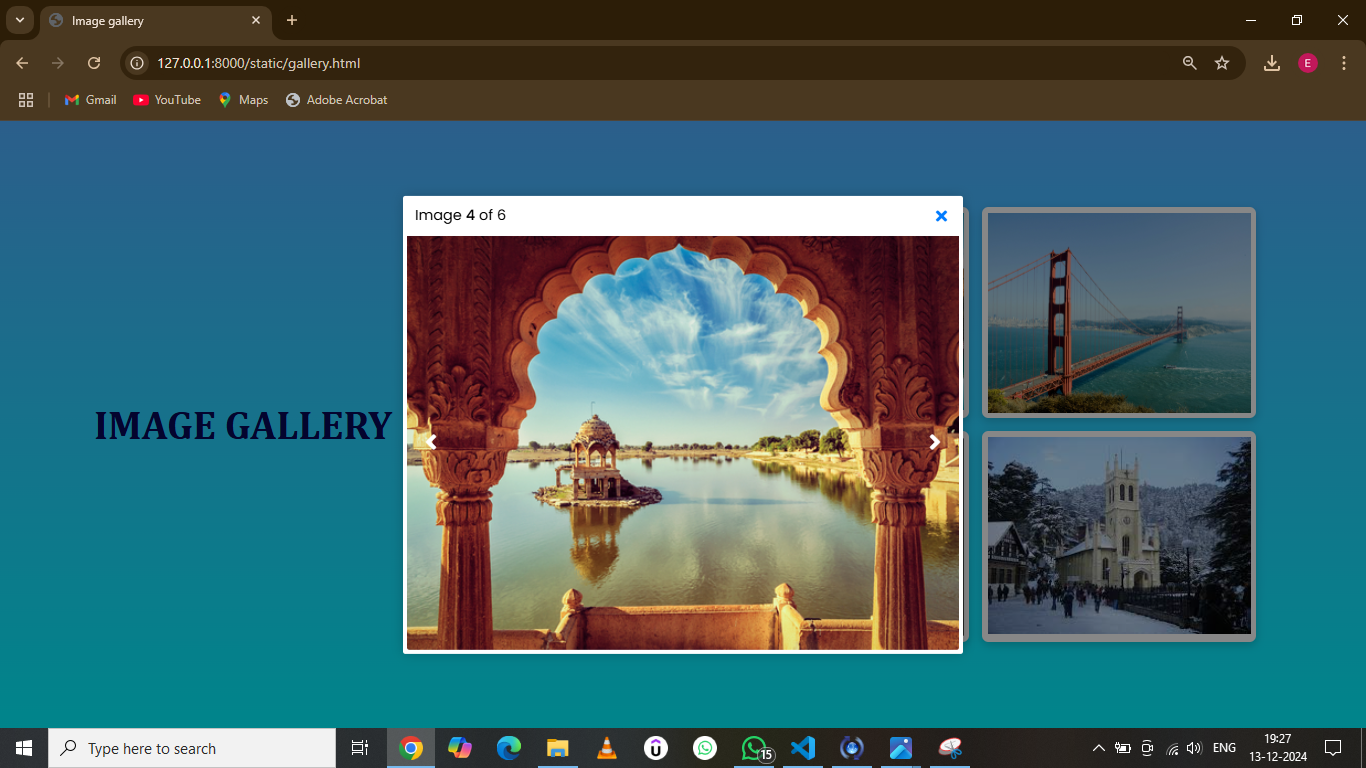 Image gallery
127.0.0.1:8000/static/gallery.html
E
Gmail
YouTube
Maps
Adobe Acrobat
Image 4 of 6
IMAGE GALLERY
Type here to search
15
ENG
19:27
13-12-2024